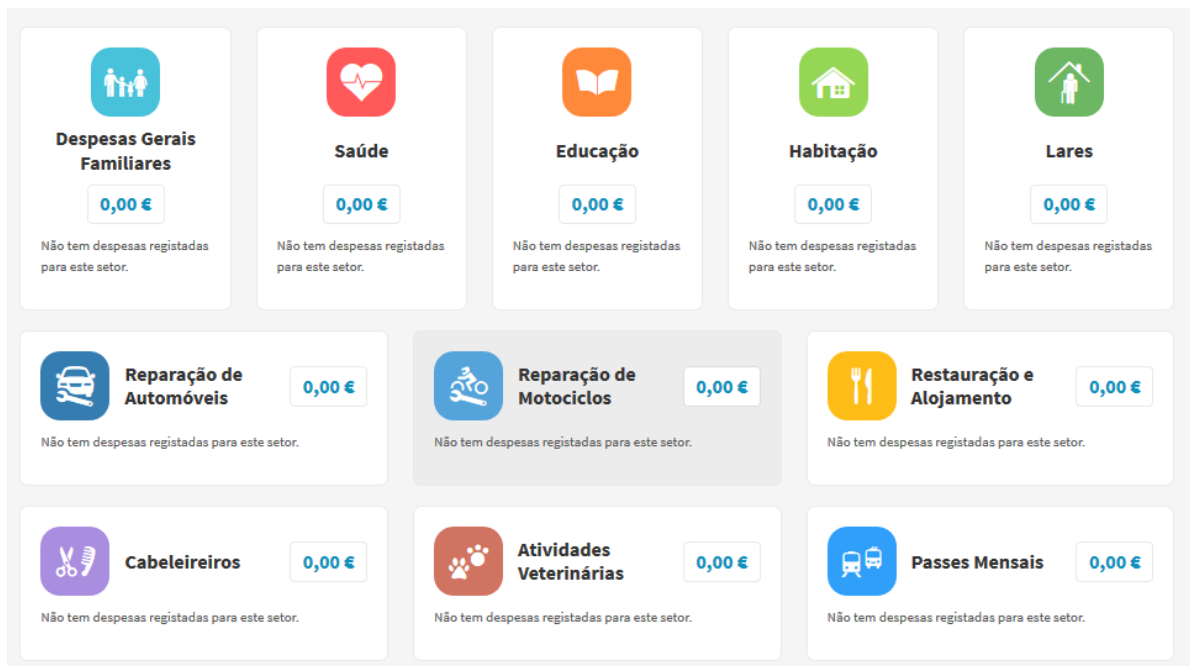 Despesas Gerais
Familiares
0,00 €
Não tem despesas registadas
para este setor.
Saúde
0,00 €
Não tem despesas registadas
para este setor.
Educação
0,00 €
Não tem despesas registadas
para este setor.
Habitação
0,00 €
Não tem despesas registadas
para este setor.
Lares
0,00 €
Não tem despesas registadas
para este setor.
Reparação de
Automóveis
0,00 €
Não tem despesas registadas para este setor.
Reparação de
Motociclos
0,00 €
Não tem despesas registadas para este setor.
Restauração e
Alojamento
0,00 €
Não tem despesas registadas para este setor.
Cabeleireiros
0,00 €
Não tem despesas registadas para este setor.
Atividades
Veterinárias
0,00 €
Não tem despesas registadas para este setor.
Passes Mensais
0,00 €
Não tem despesas registadas para este setor.